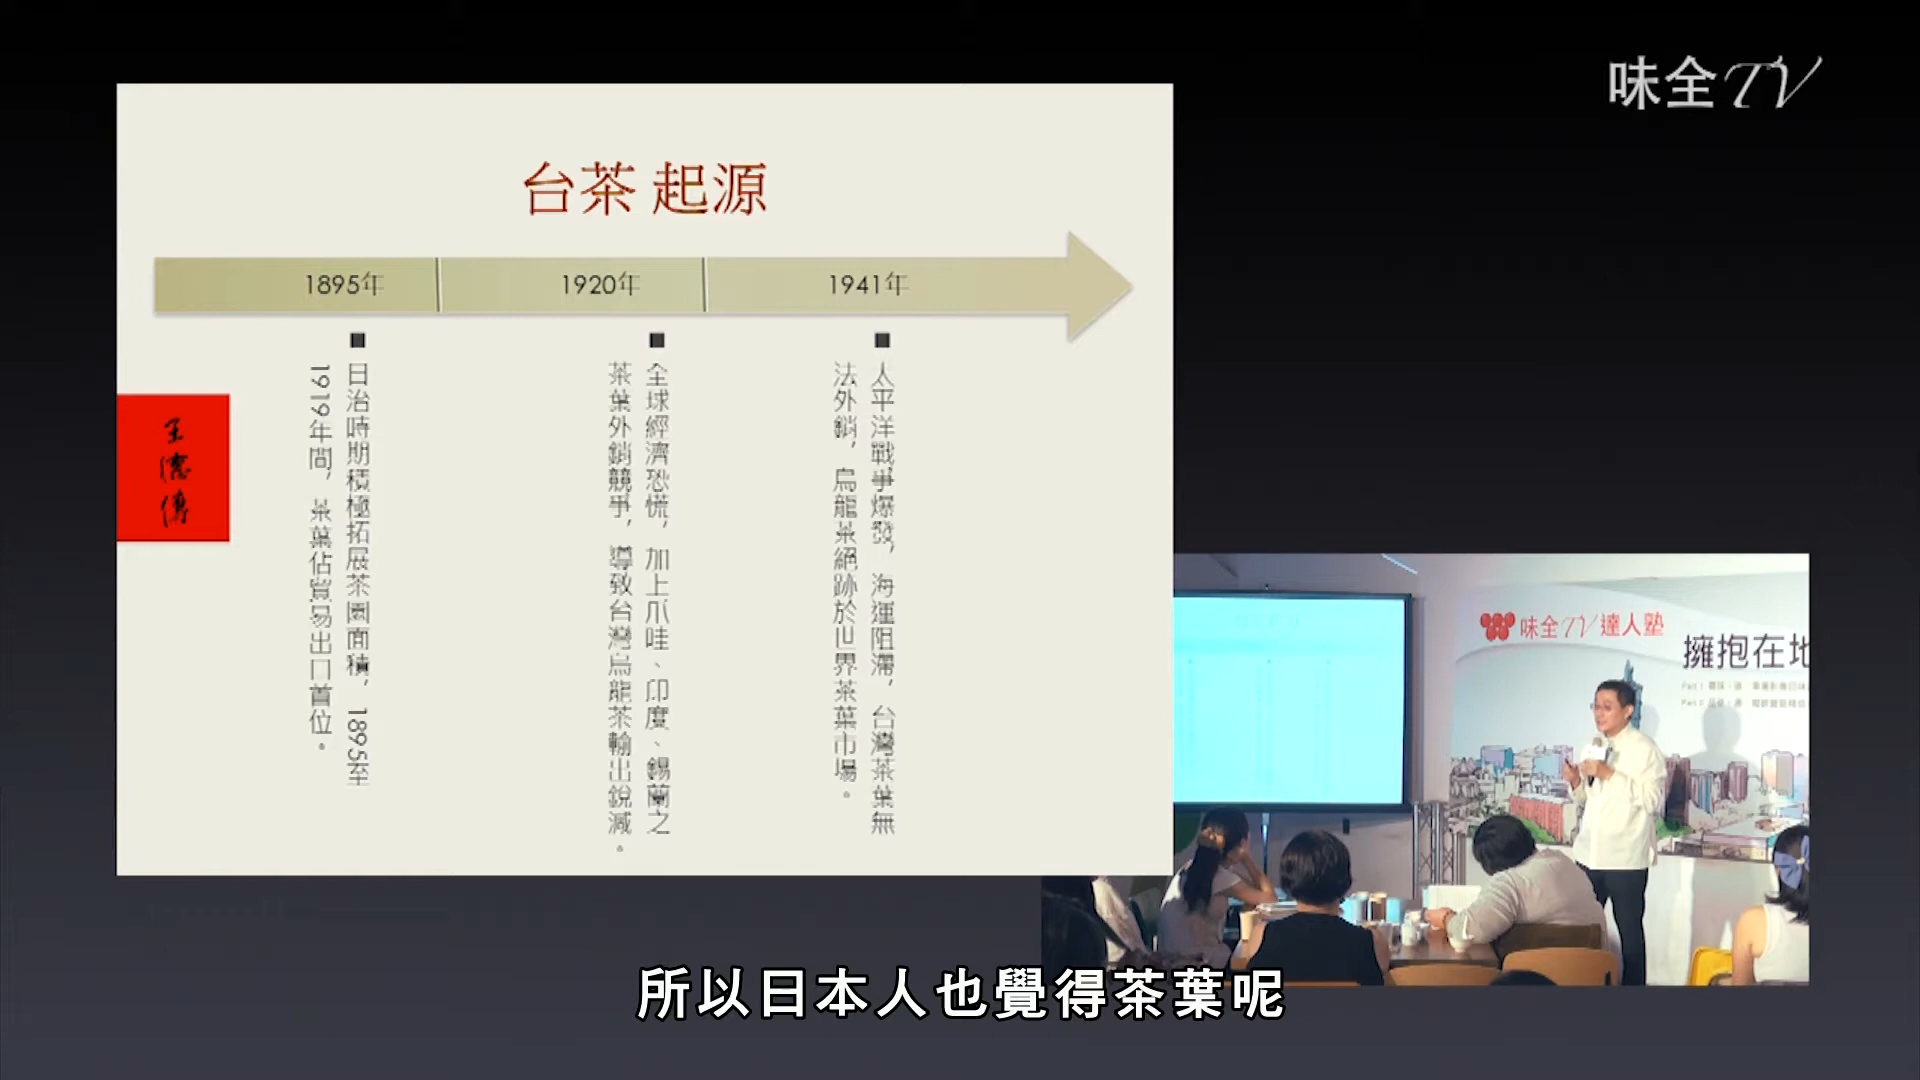 味全TV
台茶 起源
1895年
1920年
1941年
■ 日治時期積極拓展茶園面積，1895至
1919年間，茶葉佔貿易出口首位。
■ 全球經濟恐慌，加上爪哇、印度、錫蘭之
茶葉外銷競爭，導致台灣烏龍茶輸出銳減。
■ 太平洋戰爭爆發，海運阻滯，台灣茶葉無
法外銷，烏龍茶絕跡於世界茶葉市場。
王德傳
味全TV達人塾
擁抱在地
所以日本人也覺得茶葉呢